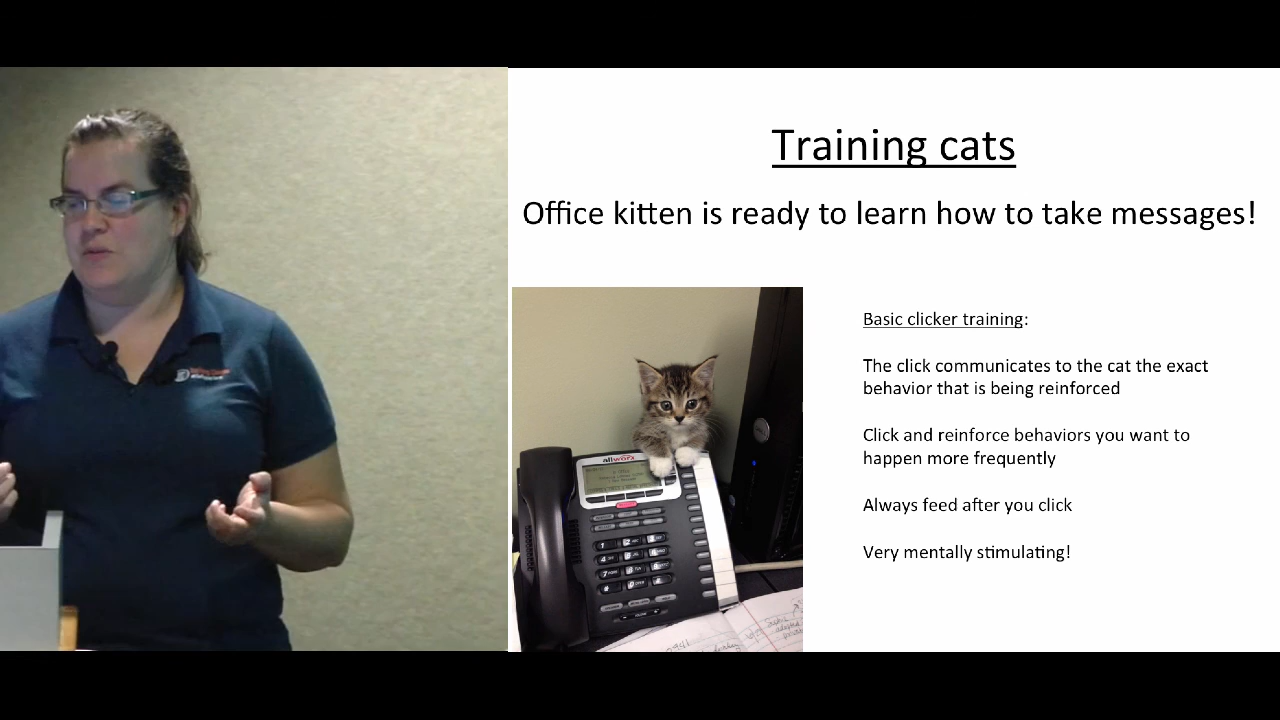 Training cats
Office kitten is ready to learn how to take messages!
Basic clicker training:
The click communicates to the cat the exact
behavior that is being reinforced
Click and reinforce behaviors you want to
happen more frequently
Always feed after you click
Very mentally stimulating!
allworx